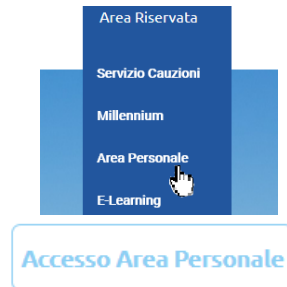 Area Riservata
Servizio Cauzioni
Millennium
Area Personale
E-Learning
Accesso Area Personale